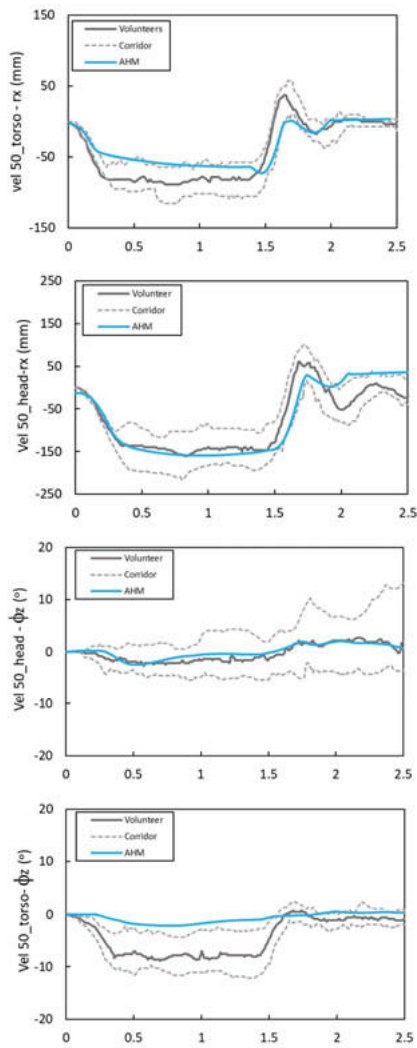 150
Volunteers
Corridor
AHM
50
-50
-150
vel 50_torso - rx (mm)
0 0.5 1 1.5 2 2.5
250
Volunteer
Corridor
AHM
150
50
-50
-150
-250
Vel 50_head-rx (mm)
0 0.5 1 1.5 2 2.5
20
Volunteer
Corridor
AHM
10
0
-10
-20
Vel 50_head - ϕz (°)
0 0.5 1 1.5 2 2.5
20
Volunteer
Corridor
AHM
10
0
-10
-20
Vel 50_torso- ϕz (°)
0 0.5 1 1.5 2 2.5